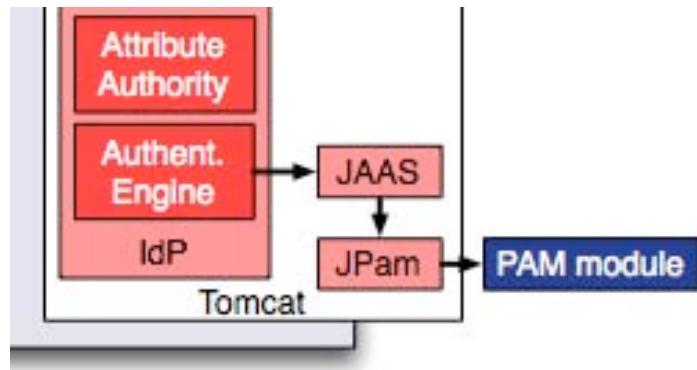 Attribute
Authority
Authent.
Engine
JAAS
IdP
JPam
PAM module
Tomcat